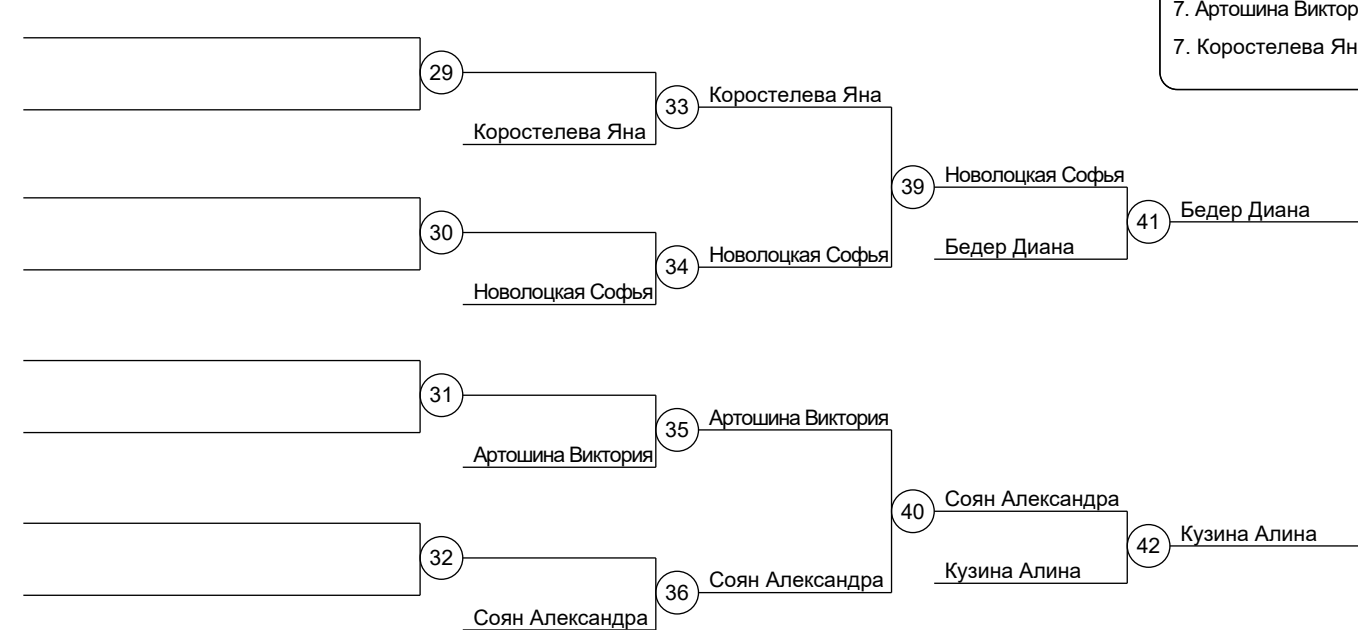 7. Артошина Виктор
7. Коростелева Ян
29
33
Коростелева Яна
Коростелева Яна
39
Новолоцкая Софья
41
Бедер Диана
30
34
Новолоцкая Софья
Бедер Диана
Новолоцкая Софья
31
35
Артошина Виктория
Артошина Виктория
40
Соян Александра
42
Кузина Алина
32
36
Соян Александра
Кузина Алина
Соян Александра